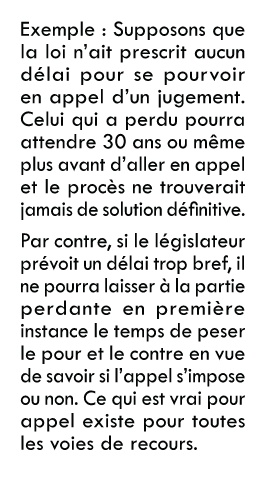 Exemple : Supposons que
la loi n'ait prescrit aucun
délai pour se pourvoir
en appel d'un jugement.
Celui qui a perdu pourra
attendre 30 ans ou même
plus avant d'aller en appel
et le procès ne trouverait
jamais de solution définitive.
Par contre, si le législateur
prévoit un délai trop bref, il
ne pourra laisser à la partie
perdante en première
instance le temps de peser
le pour et le contre en vue
de savoir si l'appel s'impose
ou non. Ce qui est vrai pour
appel existe pour toutes
les voies de recours.